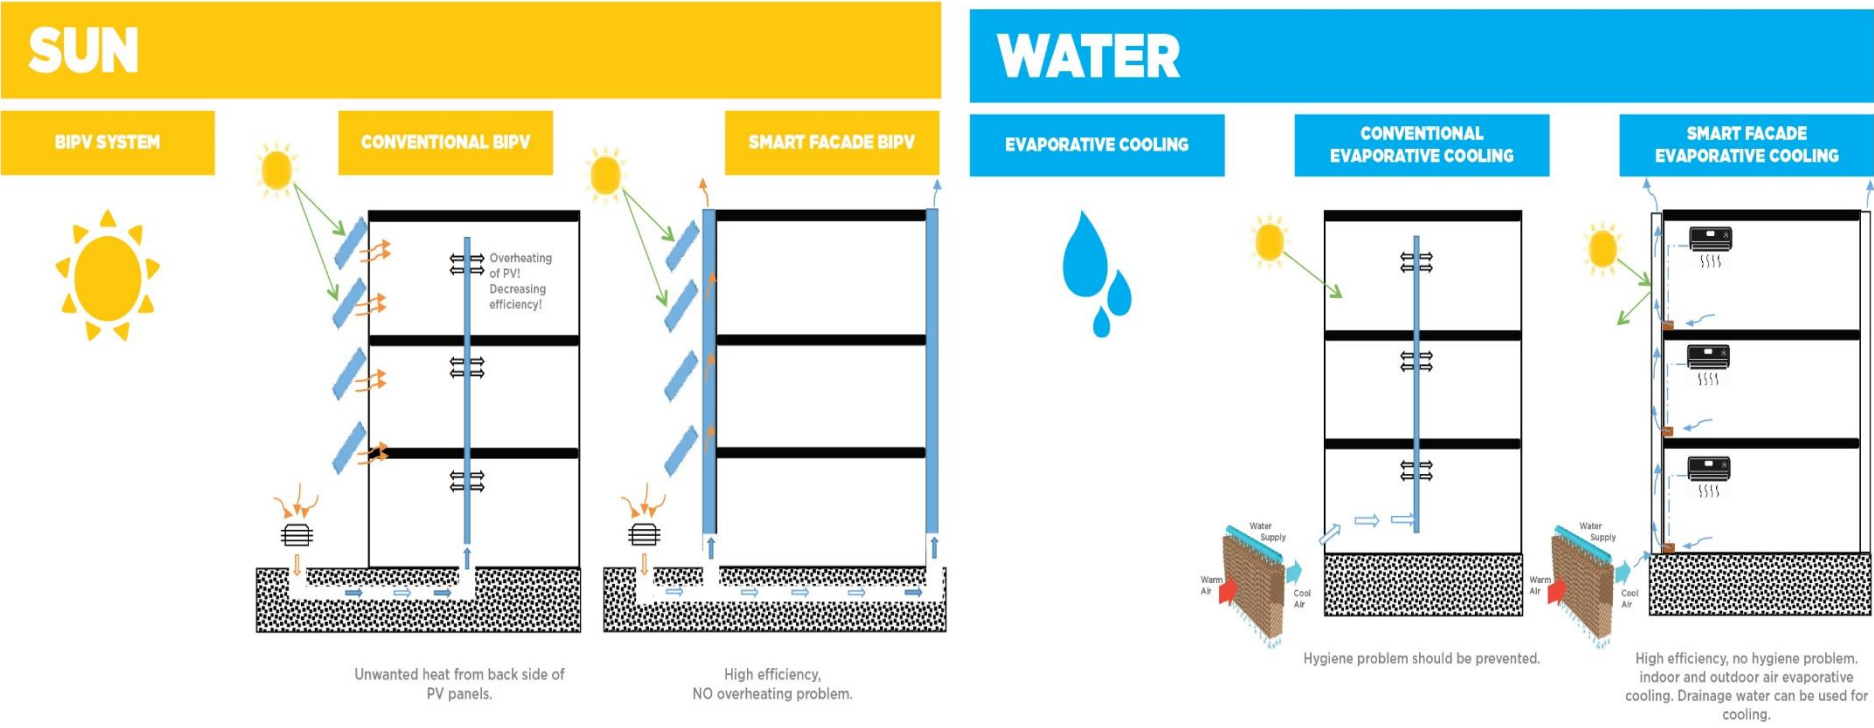 SUN
BIPV SYSTEM
CONVENTIONAL BIPV
SMART FACADE BIPV
Overheating
of PV!
Decreasing
efficiency!
Unwanted heat from back side of
PV panels.
High efficiency,
NO overheating problem.
WATER
EVAPORATIVE COOLING
CONVENTIONAL
EVAPORATIVE COOLING
SMART FACADE
EVAPORATIVE COOLING
Water
Supply
Warm
Air
Cool
Air
Water
Supply
Warm
Air
Cool
Air
Hygiene problem should be prevented.
High efficiency, no hygiene problem.
indoor and outdoor air evaporative
cooling. Drainage water can be used for
cooling.